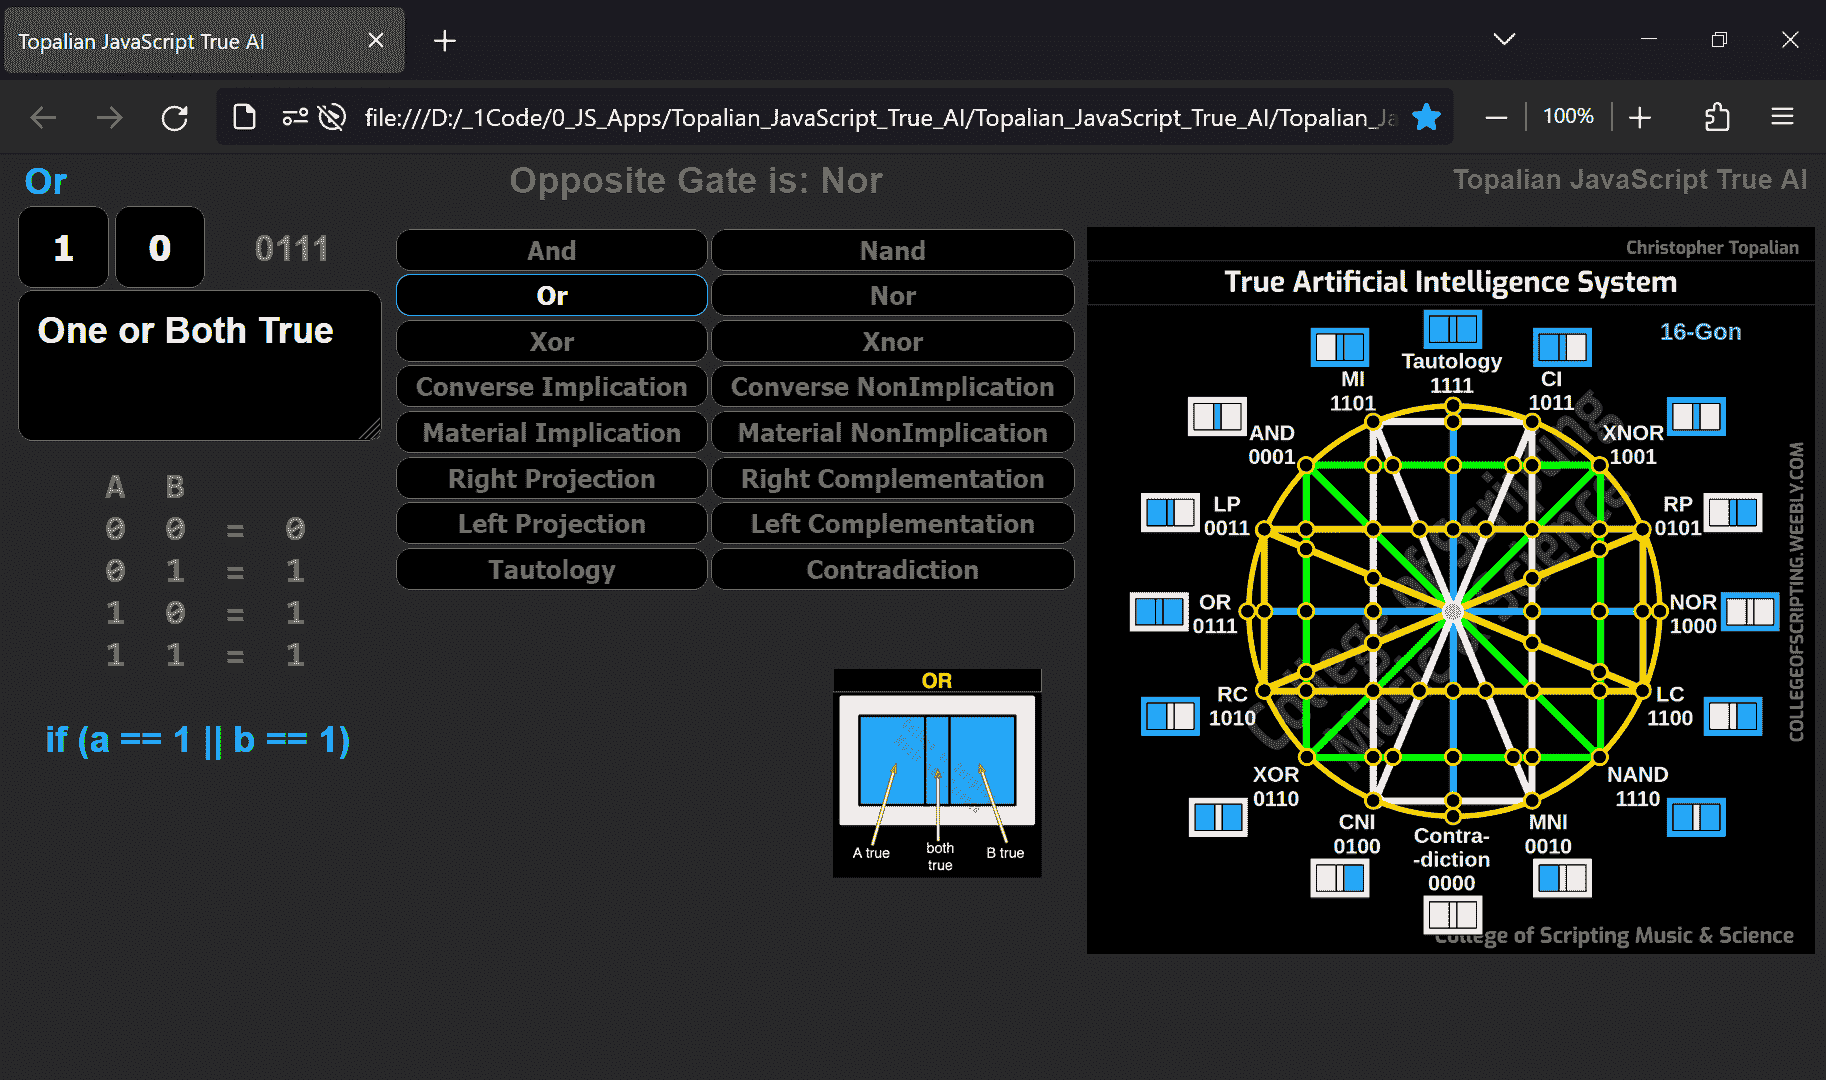 Topalian JavaScript True AI
file:///D:/_1Code/0_JS_Apps/Topalian_JavaScript_True_AI/Topalian_JavaScript_True_AI/Topalian_Ja
100%
Or
Opposite Gate is: Nor
Topalian JavaScript True AI
1 0 0111
One or Both True
A B
0 0 = 0
0 1 = 1
1 0 = 1
1 1 = 1
if (a == 1 || b == 1)
And Nand
Or Nor
Xor Xnor
Converse Implication Converse NonImplication
Material Implication Material NonImplication
Right Projection Right Complementation
Left Projection Left Complementation
Tautology Contradiction
OR
A true
both
true
B true
Christopher Topalian
True Artificial Intelligence System
16-Gon
Tautology
1111
MI
1101
CI
1011
AND
0001
XNOR
1001
LP
0011
RP
0101
OR
0111
NOR
1000
RC
1010
LC
1100
XOR
0110
NAND
1110
CNI
0100
Contra-
-diction
0000
MNI
0010
College of Scripting
Music & Science
COLLEGEOFSCRIPTING.WEEBLY.COM
College of Scripting Music & Science